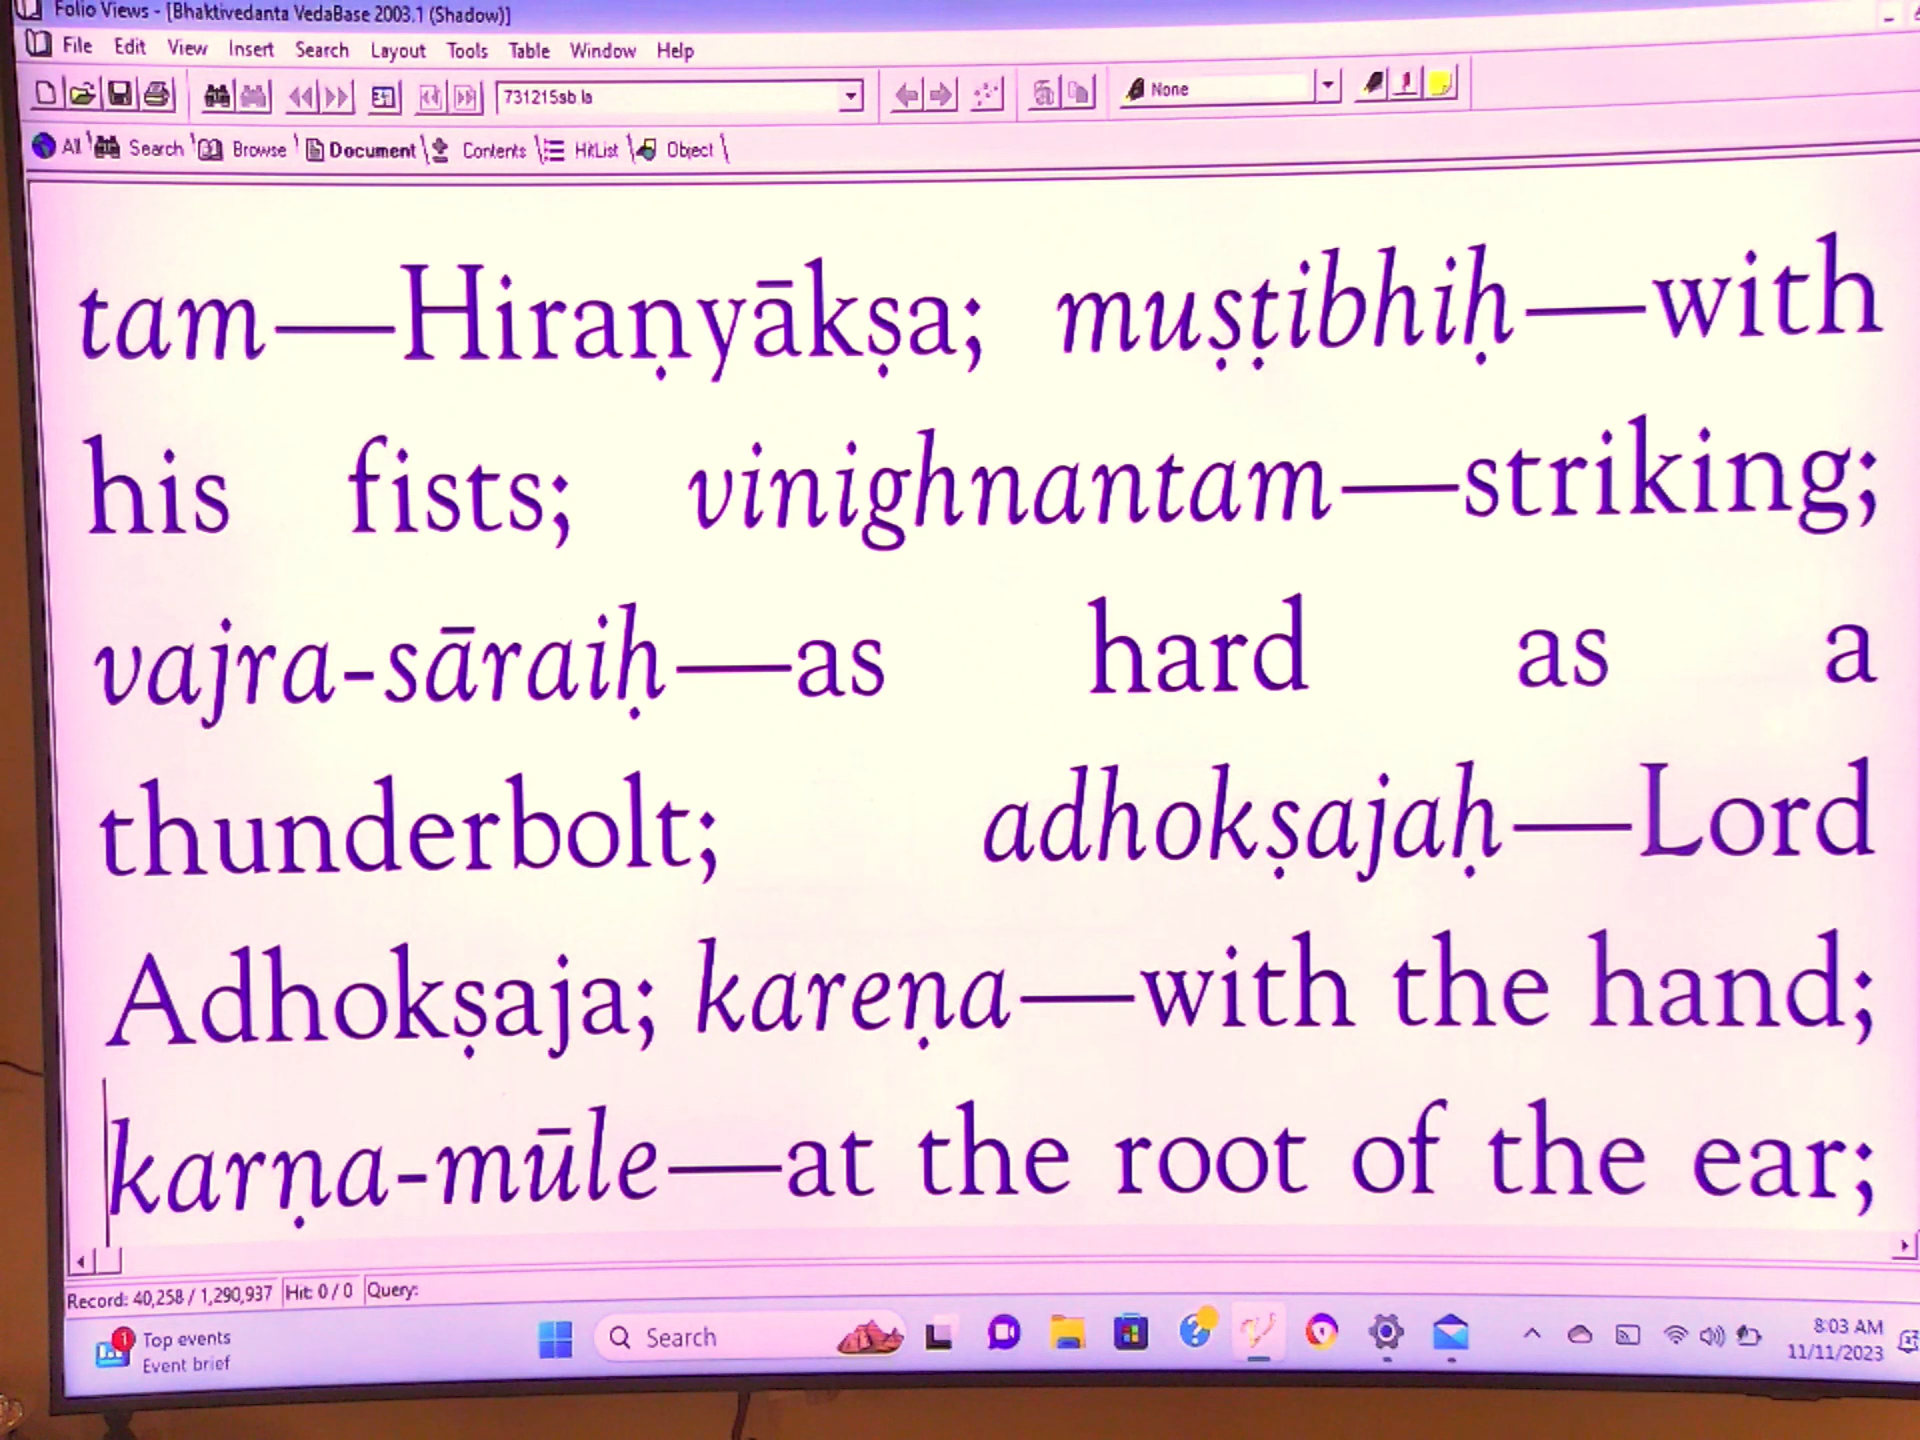 Folio Views - [Bhaktivedanta VedaBase 2003.1 (Shadow)]
File Edit View Insert Search Layout Tools Table Window Help
731215sb la None
All Search Browse Document Contents HitList Object
tam—Hiraṇyākṣa; muṣṭibhiḥ—with
his fists; vinighnantam—striking;
vajra-sāraiḥ—as hard as a
thunderbolt; adhokṣajaḥ—Lord
Adhokṣaja; kareṇa—with the hand;
karṇa-mūle—at the root of the ear;
Record: 40,258 / 1,290,937 Hit: 0 / 0 Query:
1 Top events
Event brief
Search
8:03 AM
11/11/2023